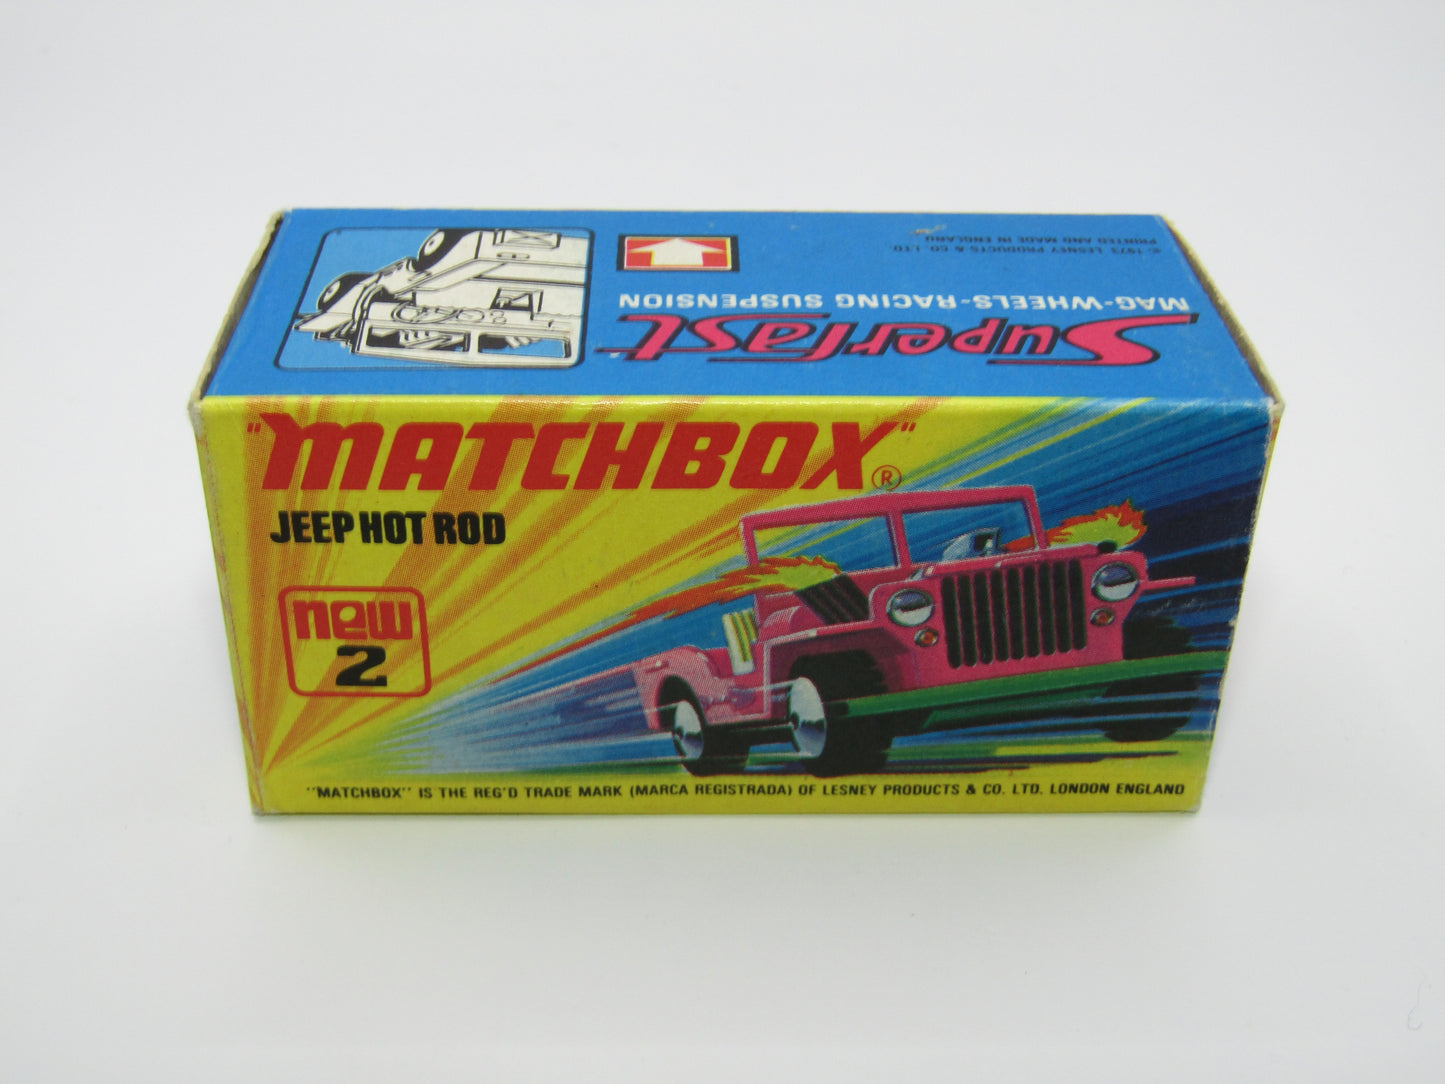 "MATCHBOX"®
JEEP HOT ROD
new
2
"MATCHBOX" IS THE REG'D TRADE MARK (MARCA REGISTRADA) OF LESNEY PRODUCTS & CO. LTD. LONDON ENGLAND
Superfast
MAG-WHEELS-RACING SUSPENSION
© 1973 LESNEY PRODUCTS & CO. LTD.
PRINTED AND MADE IN ENGLAND